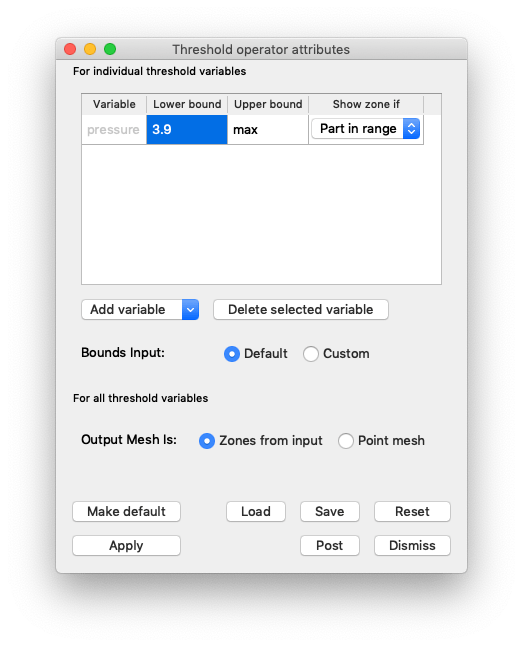 Threshold operator attributes
For individual threshold variables
Variable Lower bound Upper bound Show zone if
pressure 3.9 max Part in range
Add variable Delete selected variable
Bounds Input: Default Custom
For all threshold variables
Output Mesh Is: Zones from input Point mesh
Make default Load Save Reset
Apply Post Dismiss